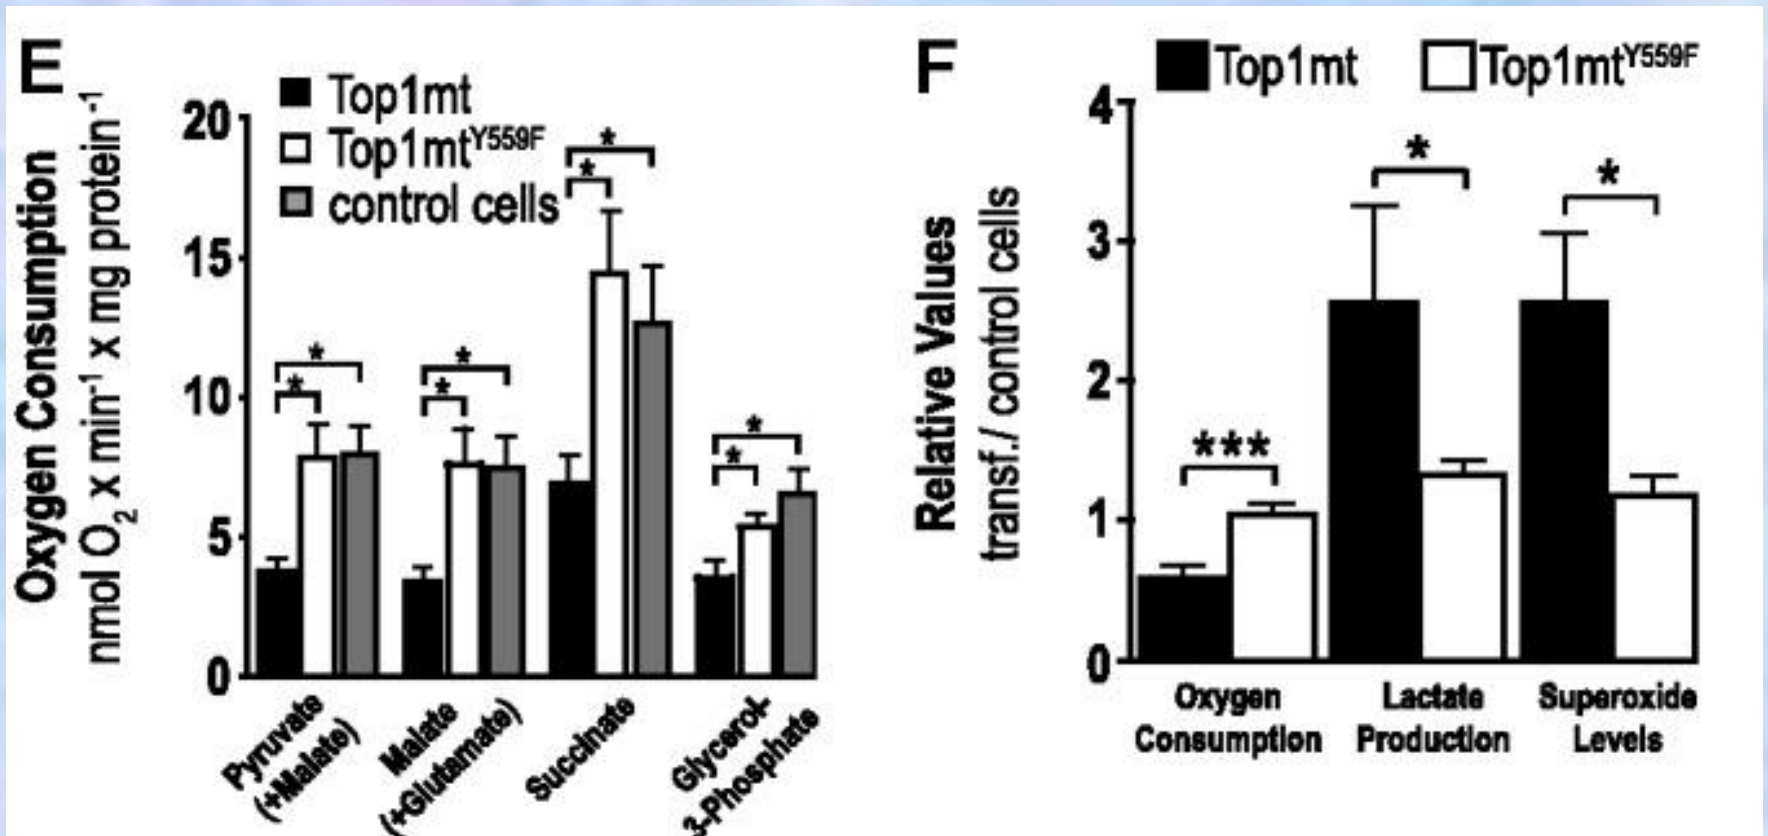 E
Oxygen Consumption
nmol O2 x min-1 x mg protein-1
20
15
10
5
0
Top1mt
Top1mtY559F
control cells
*
*
*
*
*
*
*
*
Pyruvate
(+Malate)
Malate
(+Glutamate)
Succinate
Glycerol-
3-Phosphate
F
Top1mt
Top1mtY559F
Relative Values
transf./ control cells
4
3
2
1
0
***
*
*
Oxygen
Consumption
Lactate
Production
Superoxide
Levels